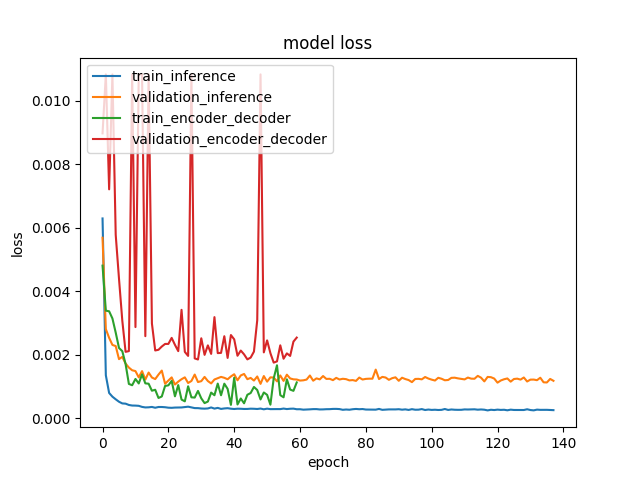 model loss
train_inference
validation_inference
train_encoder_decoder
validation_encoder_decoder
0.010
0.008
0.006
0.004
0.002
0.000
loss
0 20 40 60 80 100 120 140
epoch